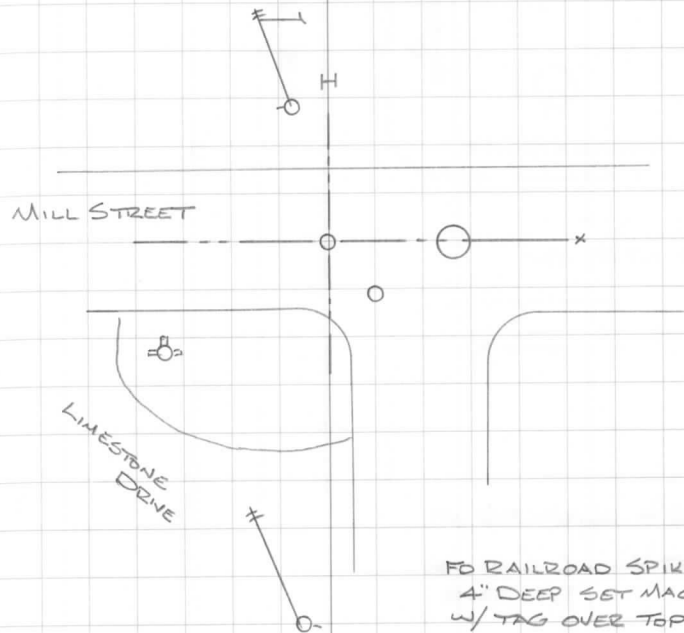 MILL STREET
LIMESTONE
DRIVE
FD RAILROAD SPIK
4" DEEP SET MAG
W/ TAG OVER TOP